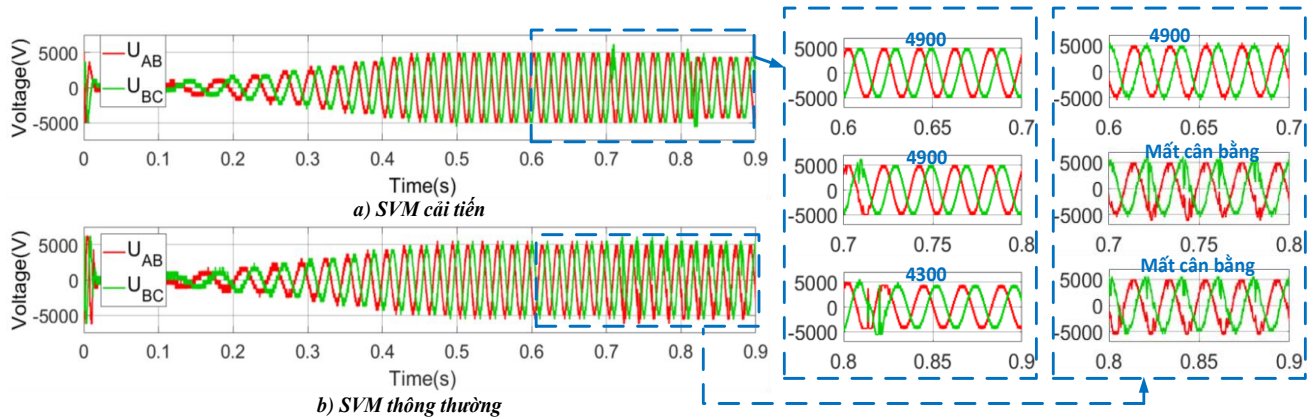 Voltage(V)
5000
0
-5000
U_AB
U_BC
0 0.1 0.2 0.3 0.4 0.5 0.6 0.7 0.8 0.9
Time(s)
a) SVM cải tiến
Voltage(V)
5000
0
-5000
U_AB
U_BC
0 0.1 0.2 0.3 0.4 0.5 0.6 0.7 0.8 0.9
Time(s)
b) SVM thông thường
4900
5000
0
-5000
0.6 0.65 0.7
4900
5000
0
-5000
0.7 0.75 0.8
4300
5000
0
-5000
0.8 0.85 0.9
4900
5000
0
-5000
0.6 0.65 0.7
Mất cân bằng
5000
0
-5000
0.7 0.75 0.8
Mất cân bằng
5000
0
-5000
0.8 0.85 0.9